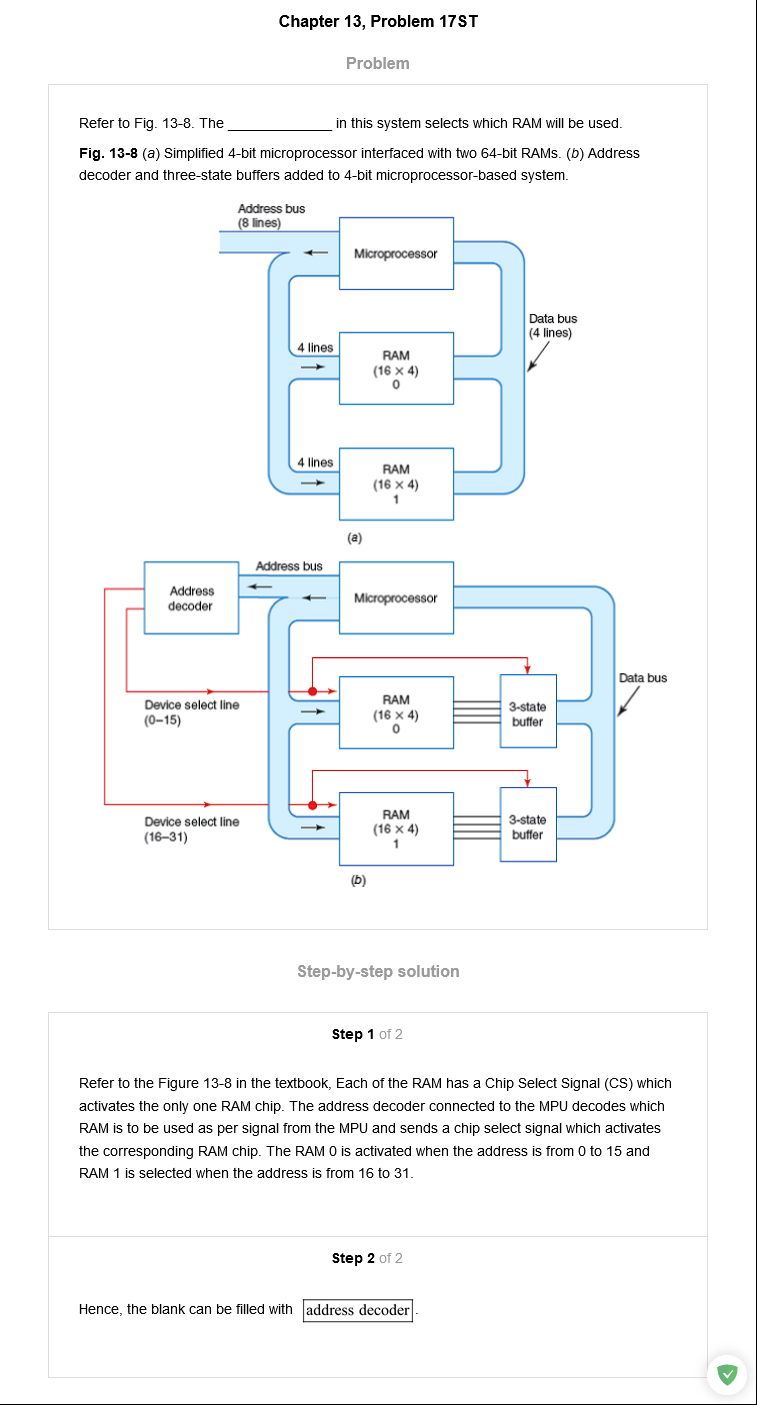 Chapter 13, Problem 17ST
Problem
Refer to Fig. 13-8. The _____________ in this system selects which RAM will be used.
Fig. 13-8 (a) Simplified 4-bit microprocessor interfaced with two 64-bit RAMs. (b) Address
decoder and three-state buffers added to 4-bit microprocessor-based system.
Address bus
(8 lines)
Microprocessor
Data bus
(4 lines)
4 lines
RAM
(16 × 4)
0
4 lines
RAM
(16 × 4)
1
(a)
Address bus
Address
decoder
Microprocessor
Data bus
Device select line
(0–15)
RAM
(16 × 4)
0
3-state
buffer
Device select line
(16–31)
RAM
(16 × 4)
1
3-state
buffer
(b)
Step-by-step solution
Step 1 of 2
Refer to the Figure 13-8 in the textbook, Each of the RAM has a Chip Select Signal (CS) which
activates the only one RAM chip. The address decoder connected to the MPU decodes which
RAM is to be used as per signal from the MPU and sends a chip select signal which activates
the corresponding RAM chip. The RAM 0 is activated when the address is from 0 to 15 and
RAM 1 is selected when the address is from 16 to 31.
Step 2 of 2
Hence, the blank can be filled with address decoder.